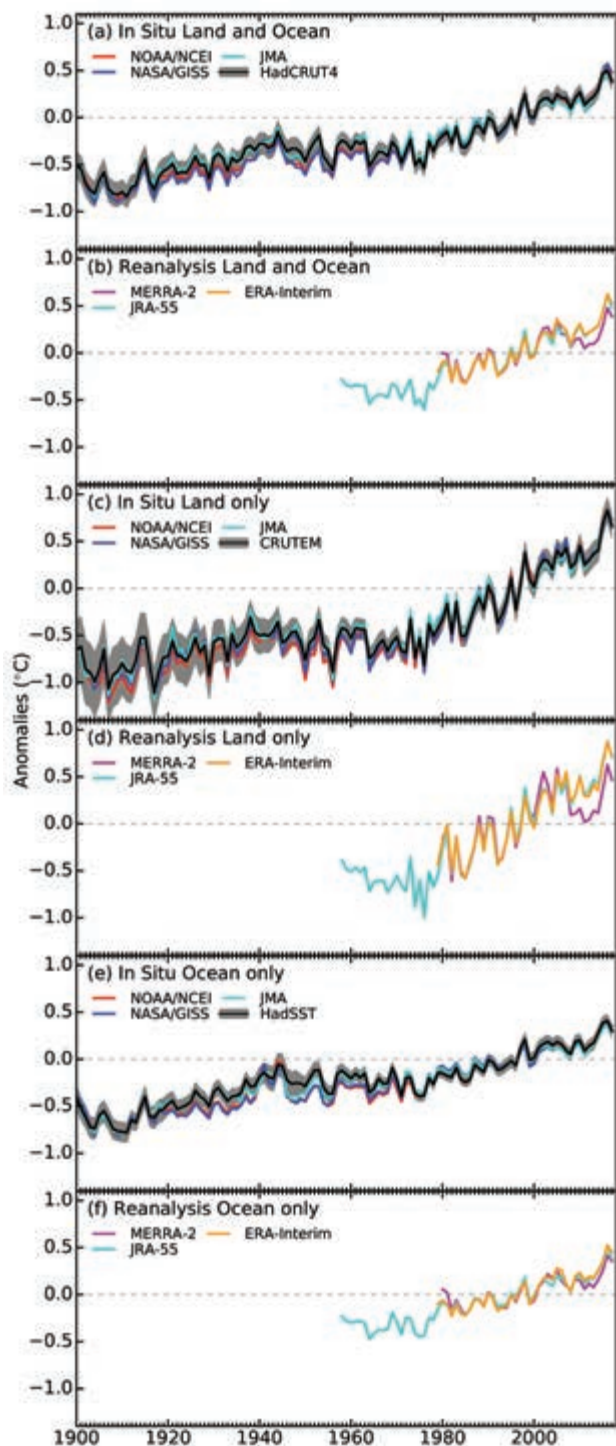 (a) In Situ Land and Ocean
NOAA/NCEI JMA
NASA/GISS HadCRUT4
1.0
0.5
0.0
−0.5
−1.0
(b) Reanalysis Land and Ocean
MERRA-2 ERA-Interim
JRA-55
1.0
0.5
0.0
−0.5
−1.0
(c) In Situ Land only
NOAA/NCEI JMA
NASA/GISS CRUTEM
1.0
0.5
0.0
−0.5
−1.0
Anomalies (°C)
(d) Reanalysis Land only
MERRA-2 ERA-Interim
JRA-55
1.0
0.5
0.0
−0.5
−1.0
(e) In Situ Ocean only
NOAA/NCEI JMA
NASA/GISS HadSST
1.0
0.5
0.0
−0.5
−1.0
(f) Reanalysis Ocean only
MERRA-2 ERA-Interim
JRA-55
1.0
0.5
0.0
−0.5
−1.0
1900 1920 1940 1960 1980 2000